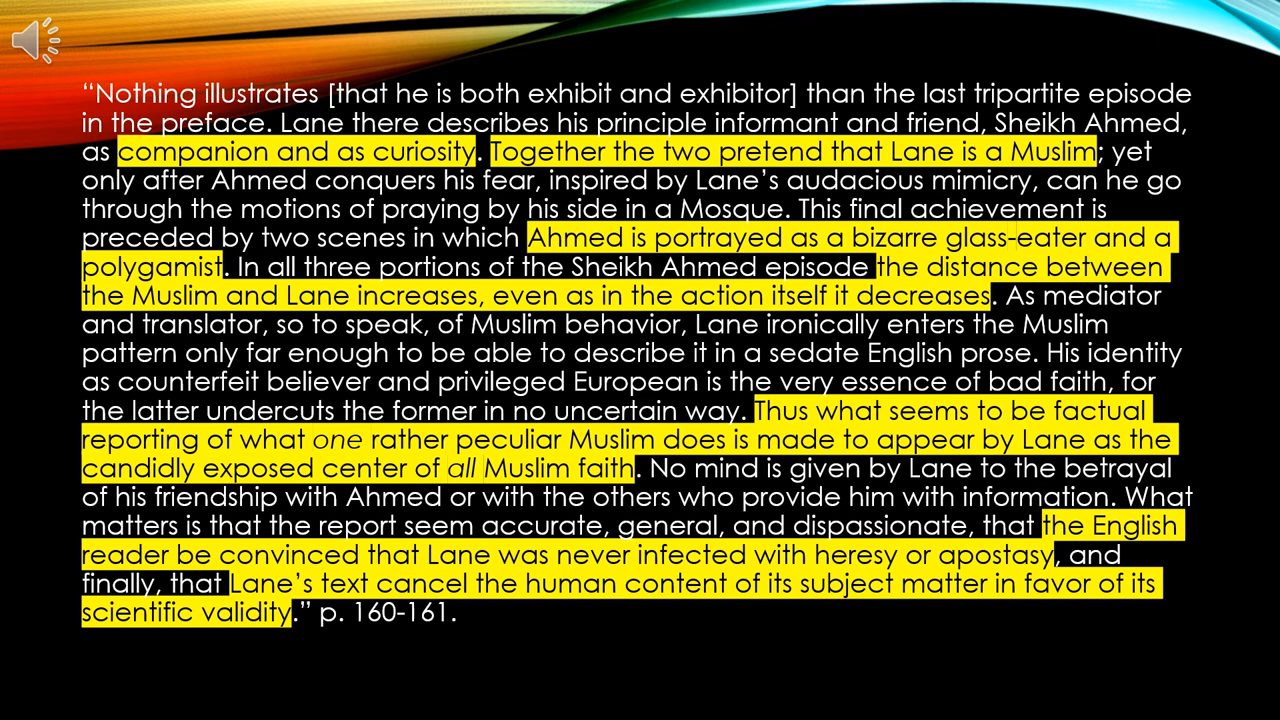 “Nothing illustrates [that he is both exhibit and exhibitor] than the last tripartite episode
in the preface. Lane there describes his principle informant and friend, Sheikh Ahmed,
as companion and as curiosity. Together the two pretend that Lane is a Muslim; yet
only after Ahmed conquers his fear, inspired by Lane’s audacious mimicry, can he go
through the motions of praying by his side in a Mosque. This final achievement is
preceded by two scenes in which Ahmed is portrayed as a bizarre glass-eater and a
polygamist. In all three portions of the Sheikh Ahmed episode the distance between
the Muslim and Lane increases, even as in the action itself it decreases. As mediator
and translator, so to speak, of Muslim behavior, Lane ironically enters the Muslim
pattern only far enough to be able to describe it in a sedate English prose. His identity
as counterfeit believer and privileged European is the very essence of bad faith, for
the latter undercuts the former in no uncertain way. Thus what seems to be factual
reporting of what one rather peculiar Muslim does is made to appear by Lane as the
candidly exposed center of all Muslim faith. No mind is given by Lane to the betrayal
of his friendship with Ahmed or with the others who provide him with information. What
matters is that the report seem accurate, general, and dispassionate, that the English
reader be convinced that Lane was never infected with heresy or apostasy, and
finally, that Lane’s text cancel the human content of its subject matter in favor of its
scientific validity.” p. 160-161.